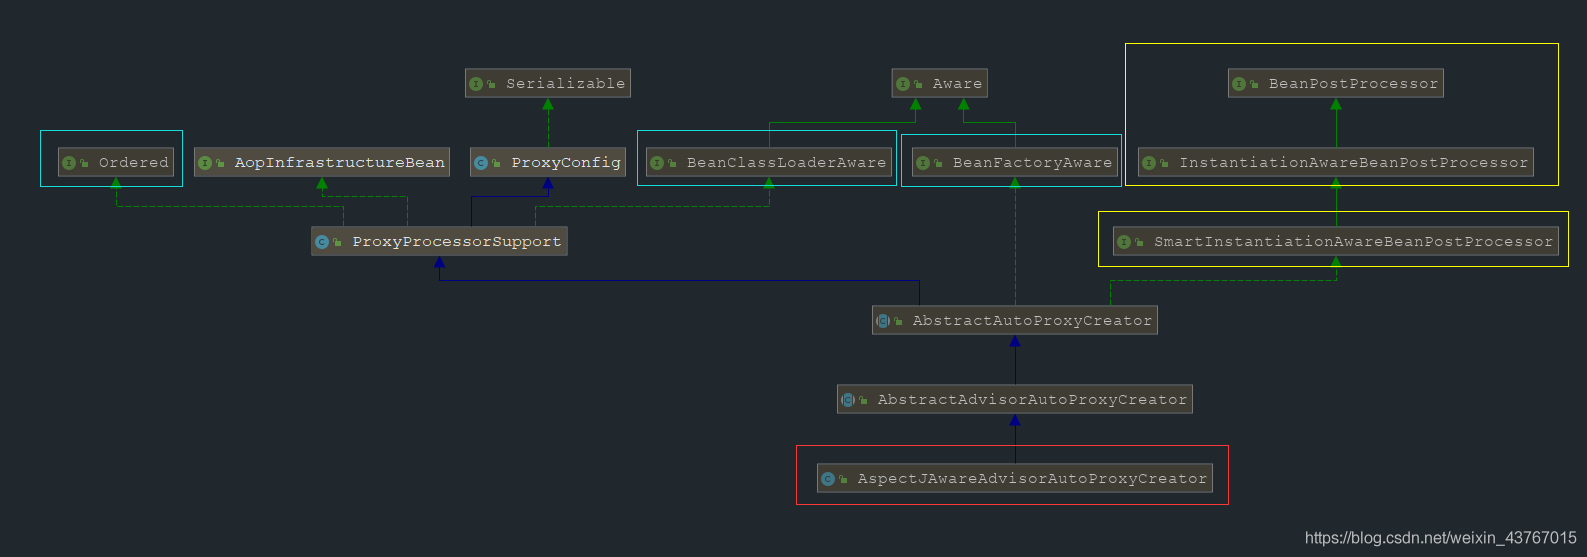 Serializable
Aware
BeanPostProcessor
Ordered
AopInfrastructureBean
ProxyConfig
BeanClassLoaderAware
BeanFactoryAware
InstantiationAwareBeanPostProcessor
ProxyProcessorSupport
SmartInstantiationAwareBeanPostProcessor
AbstractAutoProxyCreator
AbstractAdvisorAutoProxyCreator
AspectJAwareAdvisorAutoProxyCreator
https://blog.csdn.net/weixin_43767015